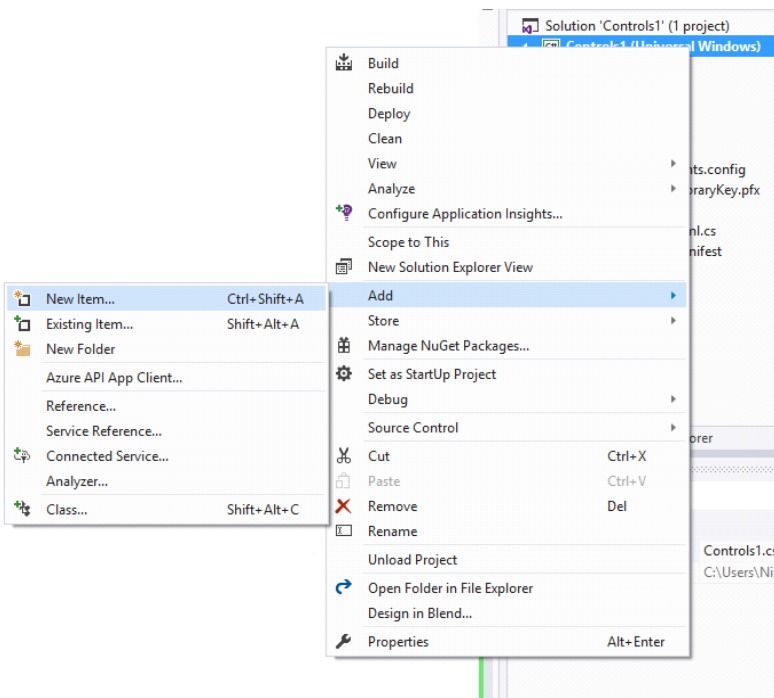 Solution 'Controls1' (1 project)
Controls1 (Universal Windows)
Build
Rebuild
Deploy
Clean
View
Analyze
Configure Application Insights...
Scope to This
New Solution Explorer View
Add
Store
Manage NuGet Packages...
Set as StartUp Project
Debug
Source Control
Cut Ctrl+X
Paste Ctrl+V
Remove Del
Rename
Unload Project
Open Folder in File Explorer
Design in Blend...
Properties Alt+Enter
New Item... Ctrl+Shift+A
Existing Item... Shift+Alt+A
New Folder
Azure API App Client...
Reference...
Service Reference...
Connected Service...
Analyzer...
Class... Shift+Alt+C
nts.config
oraryKey.pfx
ml.cs
nifest
orer
Controls1.cs
C:\Users\Ni